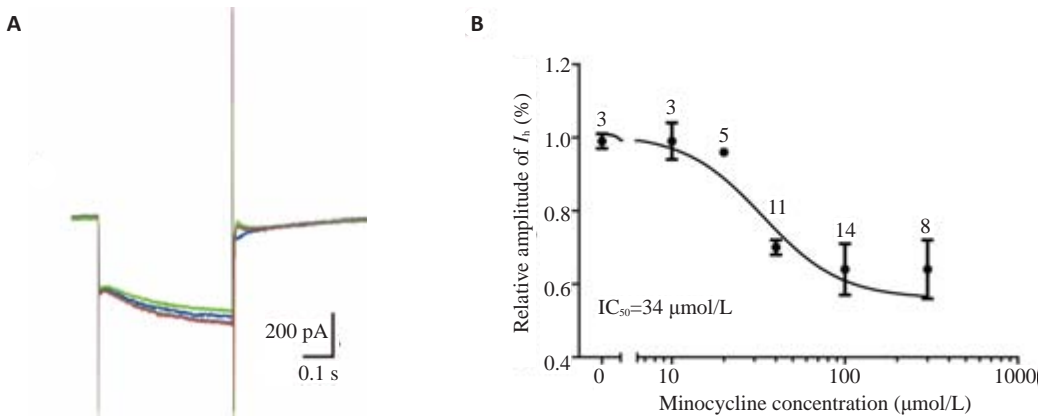 A
200 pA
0.1 s
B
Relative amplitude of Iₕ (%)
1.2
1.0
0.8
0.6
0.4
3
3
5
11
14
8
IC₅₀=34 μmol/L
0
10
100
1000
Minocycline concentration (μmol/L)